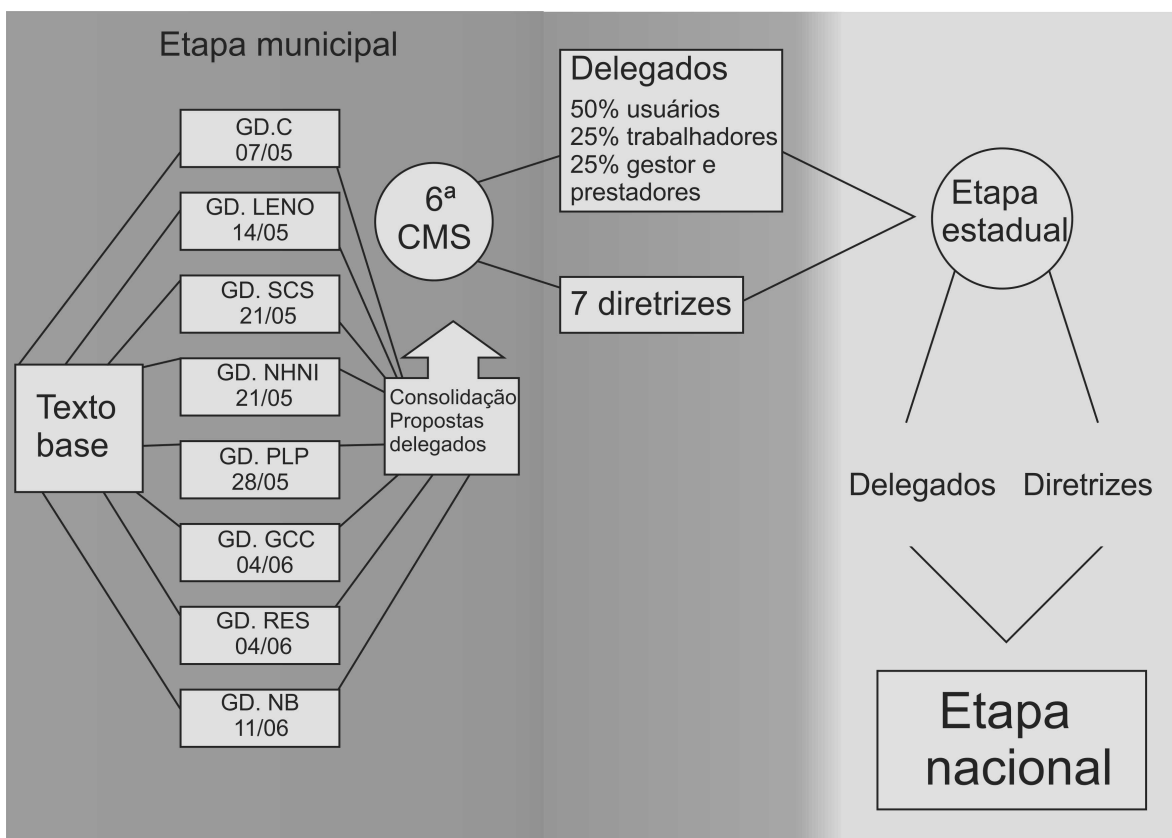 Etapa municipal
GD.C
07/05
GD. LENO
14/05
GD. SCS
21/05
GD. NHNI
21/05
GD. PLP
28/05
GD. GCC
04/06
GD. RES
04/06
GD. NB
11/06
Texto
base
Consolidação
Propostas
delegados
6ª
CMS
Delegados
50% usuários
25% trabalhadores
25% gestor e
prestadores
7 diretrizes
Etapa
estadual
Delegados
Diretrizes
Etapa
nacional